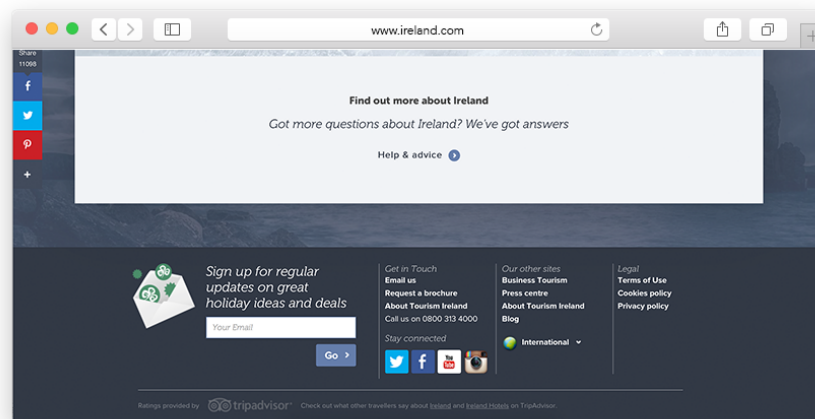 www.ireland.com
Share
11098
Find out more about Ireland
Got more questions about Ireland? We've got answers
Help & advice
Sign up for regular
updates on great
holiday ideas and deals
Your Email
Go
Get in Touch
Email us
Request a brochure
About Tourism Ireland
Call us on 0800 313 4000
Stay connected
You
Tube
Our other sites
Business Tourism
Press centre
About Tourism Ireland
Blog
International
Legal
Terms of Use
Cookies policy
Privacy policy
Ratings provided by tripadvisor Check out what other travellers say about Ireland and Ireland Hotels on TripAdvisor.